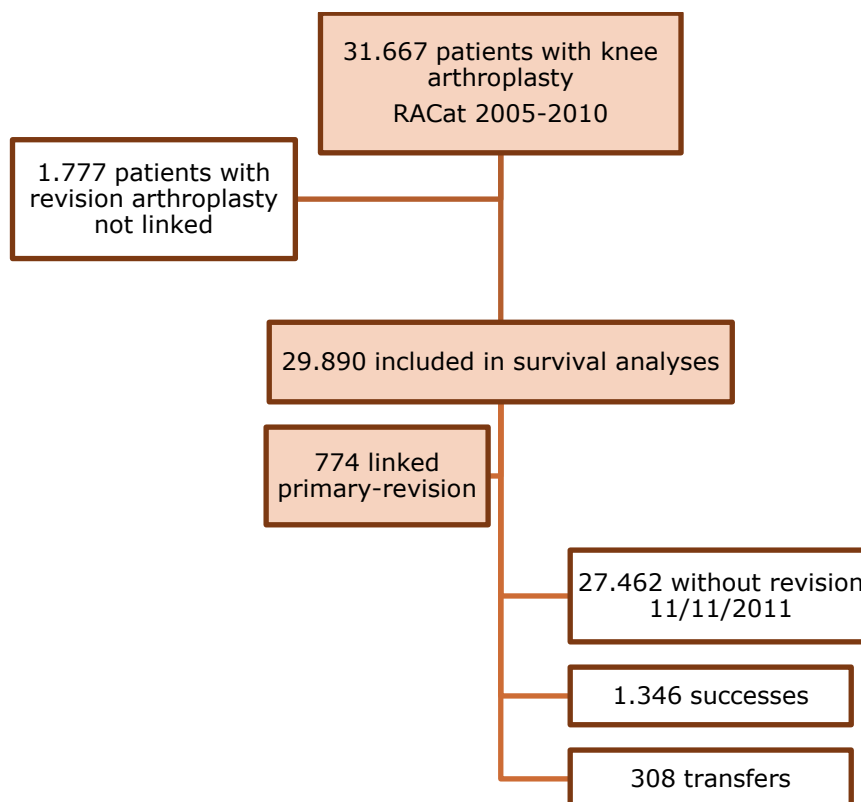 31.667 patients with knee
arthroplasty
RACat 2005-2010
1.777 patients with
revision arthroplasty
not linked
29.890 included in survival analyses
774 linked
primary-revision
27.462 without revision
11/11/2011
1.346 successes
308 transfers